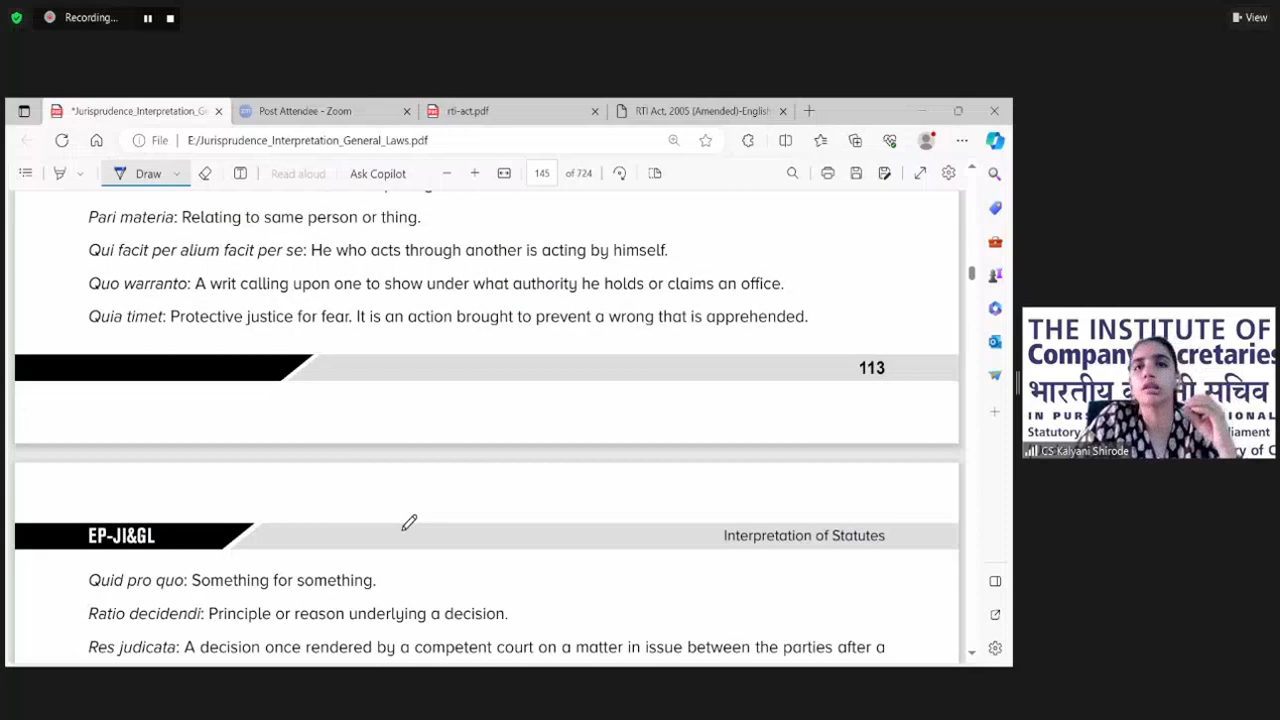 Recording...
View
*Jurisprudence_Interpretation_Ge
Post Attendee - Zoom
rti-act.pdf
RTI Act, 2005 (Amended)-English
File
E:/Jurisprudence_Interpretation_General_Laws.pdf
Draw
Read aloud
Ask Copilot
145
of 724
Pari materia: Relating to same person or thing.
Qui facit per alium facit per se: He who acts through another is acting by himself.
Quo warranto: A writ calling upon one to show under what authority he holds or claims an office.
Quia timet: Protective justice for fear. It is an action brought to prevent a wrong that is apprehended.
113
EP-JI&GL
Interpretation of Statutes
Quid pro quo: Something for something.
Ratio decidendi: Principle or reason underlying a decision.
Res judicata: A decision once rendered by a competent court on a matter in issue between the parties after a
THE INSTITUTE OF
Company
भारतीय
सचिव
IN PUR
Statutory
CS Kalyani Shirode